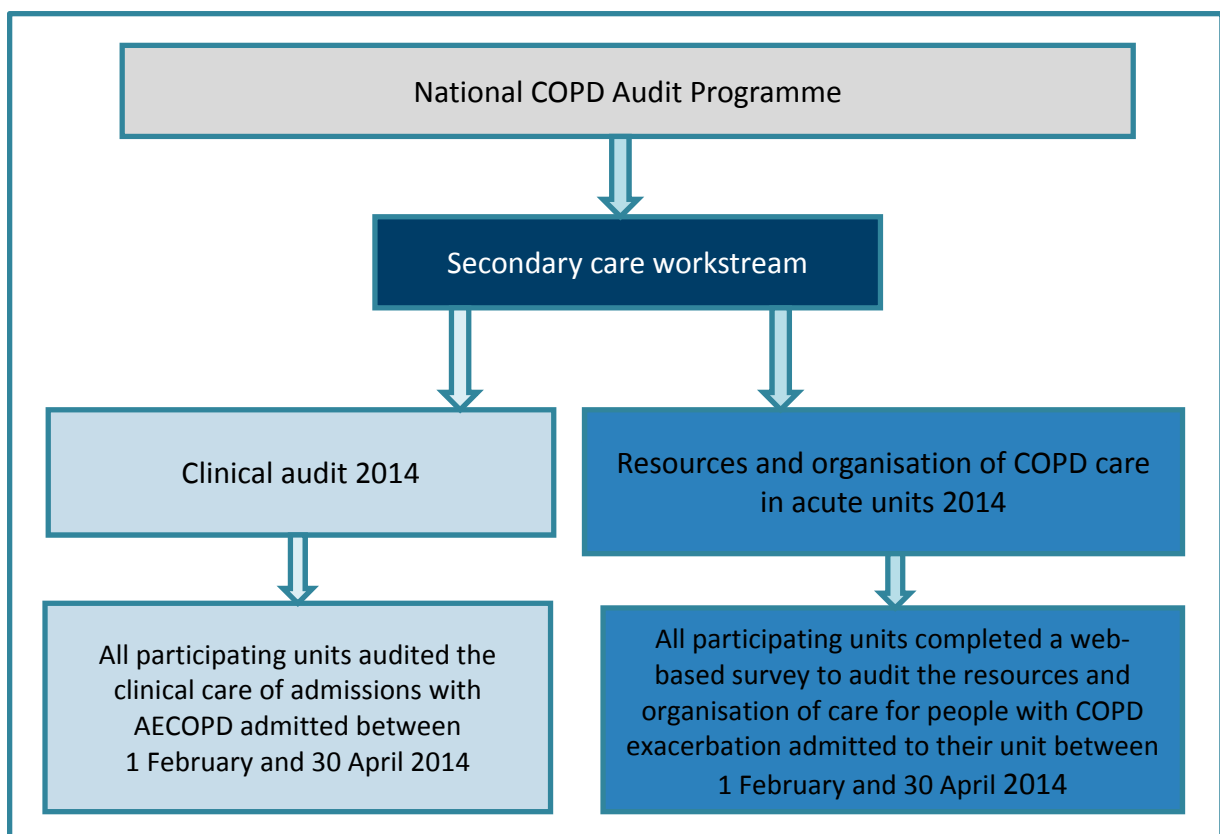 National COPD Audit Programme
Secondary care workstream
Clinical audit 2014
Resources and organisation of COPD care
in acute units 2014
All participating units audited the
clinical care of admissions with
AECOPD admitted between
1 February and 30 April 2014
All participating units completed a web-
based survey to audit the resources and
organisation of care for people with COPD
exacerbation admitted to their unit between
1 February and 30 April 2014